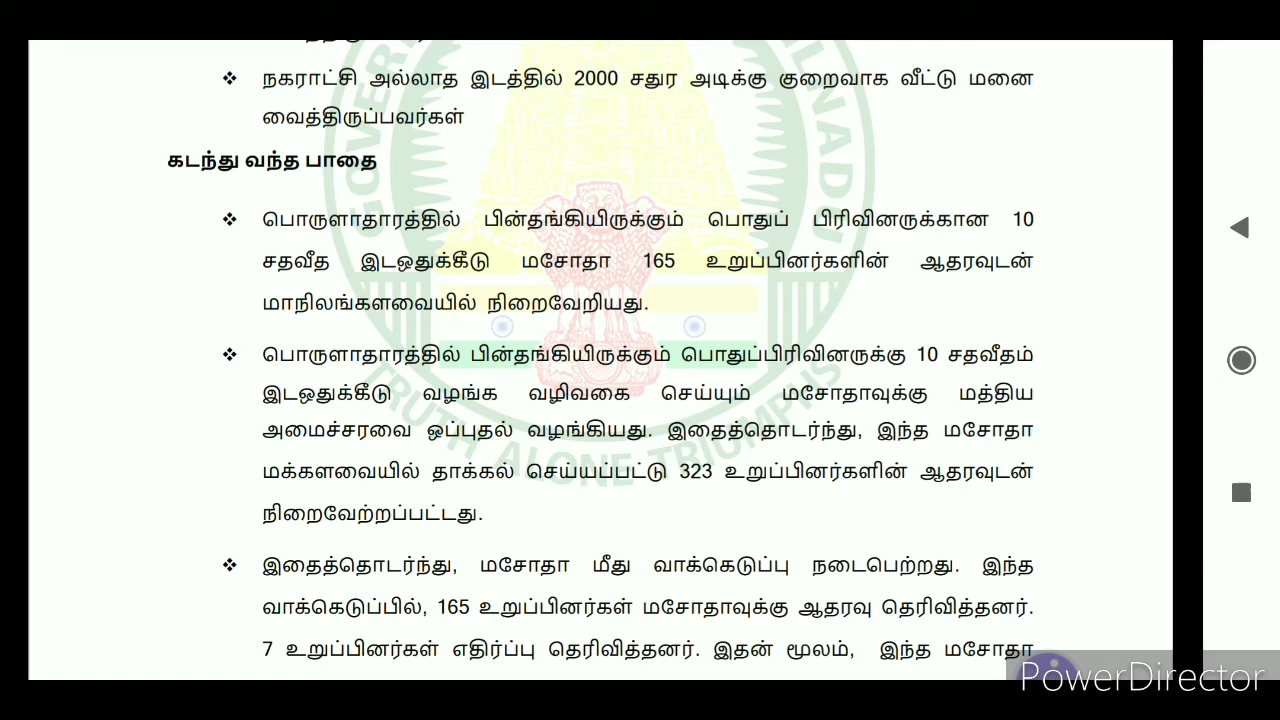 ❖ நகராட்சி அல்லாத இடத்தில் 2000 சதுர அடிக்கு குறைவாக வீட்டு மனை
வைத்திருப்பவர்கள்
கடந்து வந்த பாதை
❖ பொருளாதாரத்தில் பின்தங்கியிருக்கும் பொதுப் பிரிவினருக்கான 10
சதவீத இடஒதுக்கீடு மசோதா 165 உறுப்பினர்களின் ஆதரவுடன்
மாநிலங்களவையில் நிறைவேறியது.
❖ பொருளாதாரத்தில் பின்தங்கியிருக்கும் பொதுப்பிரிவினருக்கு 10 சதவீதம்
இடஒதுக்கீடு வழங்க வழிவகை செய்யும் மசோதாவுக்கு மத்திய
அமைச்சரவை ஒப்புதல் வழங்கியது. இதைத்தொடர்ந்து, இந்த மசோதா
மக்களவையில் தாக்கல் செய்யப்பட்டு 323 உறுப்பினர்களின் ஆதரவுடன்
நிறைவேற்றப்பட்டது.
❖ இதைத்தொடர்ந்து, மசோதா மீது வாக்கெடுப்பு நடைபெற்றது. இந்த
வாக்கெடுப்பில், 165 உறுப்பினர்கள் மசோதாவுக்கு ஆதரவு தெரிவித்தனர்.
7 உறுப்பினர்கள் எதிர்ப்பு தெரிவித்தனர். இதன் மூலம், இந்த மசோதா
TRUTH ALONE TRIUMPHS
PowerDirector